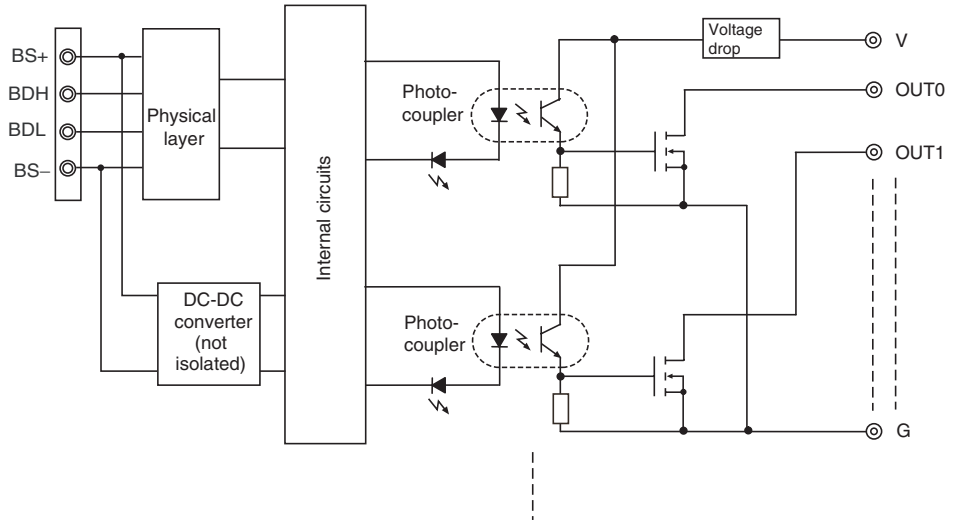 BS+
BDH
BDL
BS–
Physical
layer
DC-DC
converter
(not
isolated)
Internal circuits
Photo-
coupler
Photo-
coupler
Voltage
drop
V
OUT0
OUT1
G